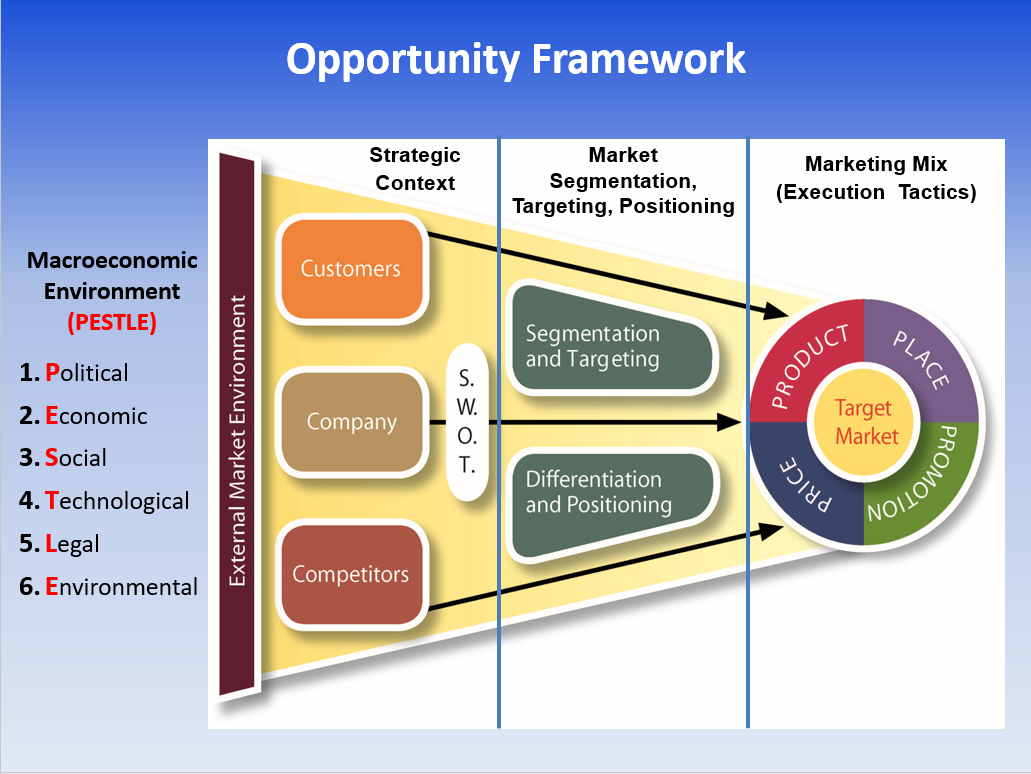 Opportunity Framework
Macroeconomic
Environment
(PESTLE)
1. Political
2. Economic
3. Social
4. Technological
5. Legal
6. Environmental
External Market Environment
Strategic
Context
Customers
Company
Competitors
S.
W.
O.
T.
Market
Segmentation,
Targeting, Positioning
Segmentation
and Targeting
Differentiation
and Positioning
Marketing Mix
(Execution Tactics)
PRODUCT
PLACE
PRICE
PROMOTION
Target
Market